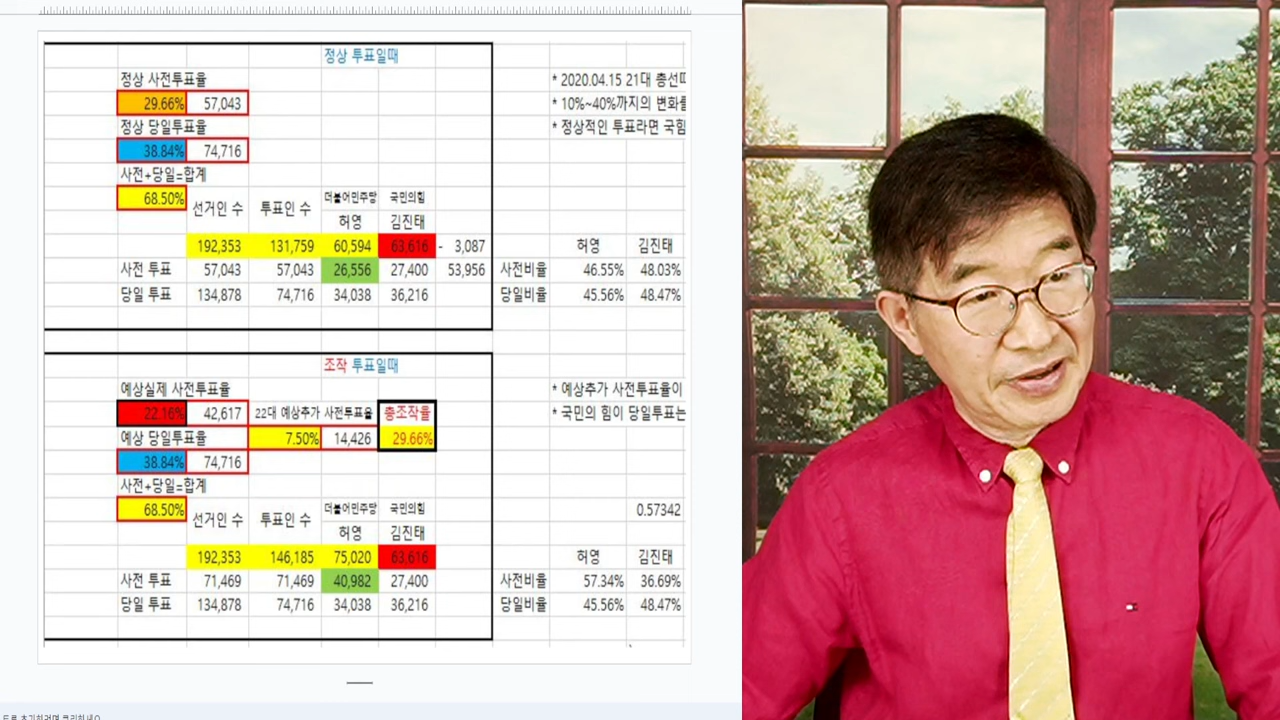 정상 투표일때
정상 사전투표율
29.66% 57,043
정상 당일투표율
38.84% 74,716
사전+당일=합계
68.50% 선거인 수 투표인 수 더불어민주당 국민의힘
허영 김진태
192,353 131,759 60,594 63,616 - 3,087 허영 김진태
사전 투표 57,043 57,043 26,556 27,400 53,956 사전비율 46.55% 48.03%
당일 투표 134,878 74,716 34,038 36,216 당일비율 45.56% 48.47%
* 2020.04.15 21대 총선
* 10%~40%까지의 변화를
* 정상적인 투표라면 국힘
조작 투표일때
예상실제 사전투표율
22.16% 42,617 22대 예상추가 사전투표율 총조작율
예상 당일투표율 7.50% 14,426 29.66%
38.84% 74,716
사전+당일=합계
68.50% 선거인 수 투표인 수 더불어민주당 국민의힘 0.57342
허영 김진태
192,353 146,185 75,020 63,616 허영 김진태
사전 투표 71,469 71,469 40,982 27,400 사전비율 57.34% 36.69%
당일 투표 134,878 74,716 34,038 36,216 당일비율 45.56% 48.47%
* 예상추가 사전투표율이
* 국민의 힘이 당일투표는